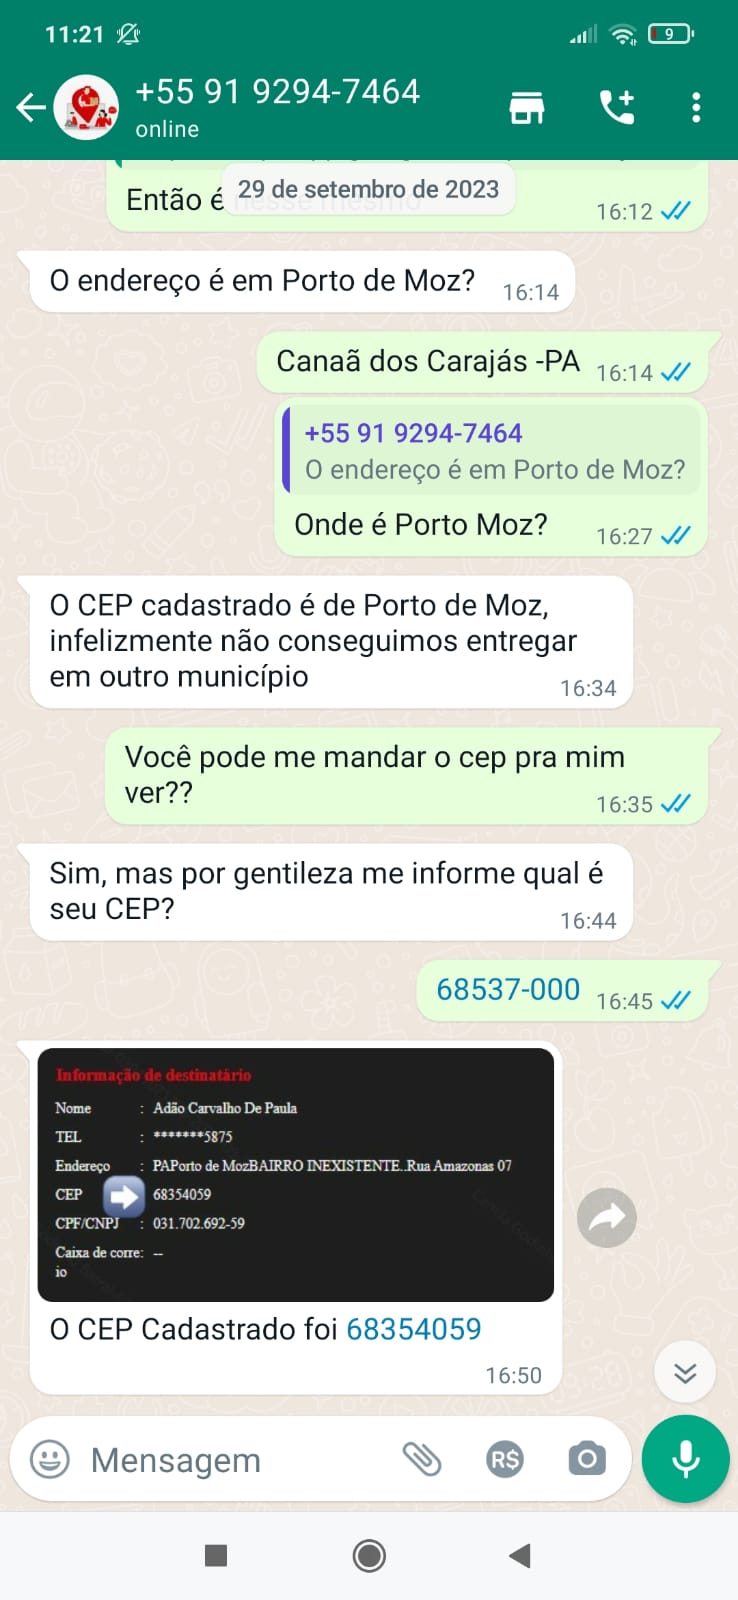 11:21
9
+55 91 9294-7464
online
29 de setembro de 2023
Então é nesse mesmo
16:12
O endereço é em Porto de Moz?
16:14
Canaã dos Carajás -PA
16:14
+55 91 9294-7464
O endereço é em Porto de Moz?
Onde é Porto Moz?
16:27
O CEP cadastrado é de Porto de Moz,
infelizmente não conseguimos entregar
em outro município
16:34
Você pode me mandar o cep pra mim
ver??
16:35
Sim, mas por gentileza me informe qual é
seu CEP?
16:44
68537-000
16:45
Informação de destinatário
Nome : Adão Carvalho De Paula
TEL : *******5875
Endereço : PAPorto de MozBAIRRO INEXISTENTE..Rua Amazonas 07
CEP : 68354059
CPF/CNPJ : 031.702.692-59
Caixa de corre: --
io
O CEP Cadastrado foi 68354059
16:50
Mensagem
R$